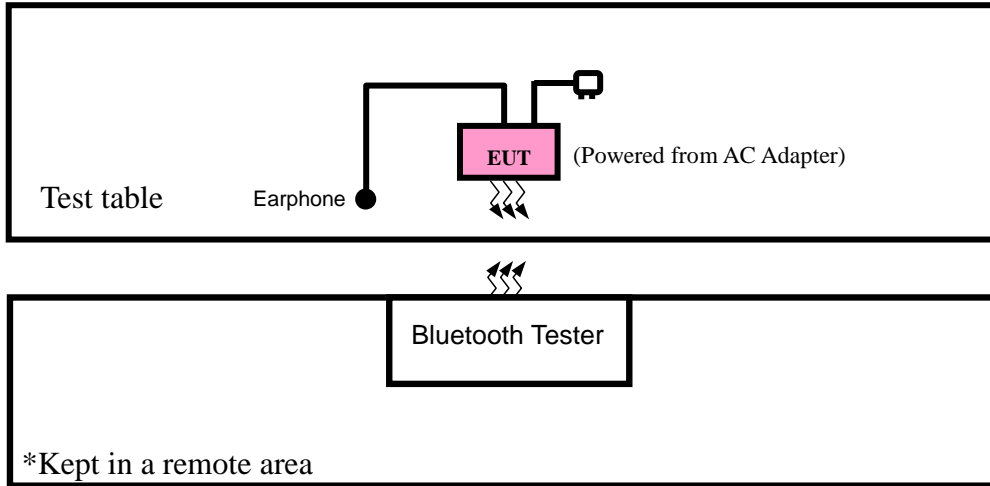 EUT
(Powered from AC Adapter)
Test table
Earphone
Bluetooth Tester
*Kept in a remote area